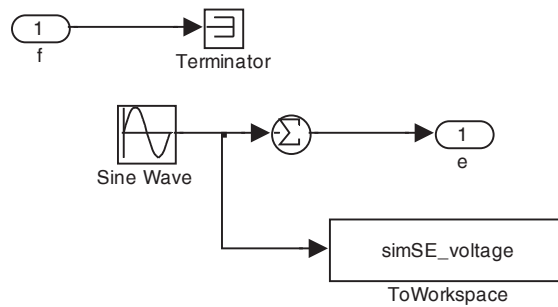 1
f
Terminator
Sine Wave
Σ
1
e
simSE_voltage
ToWorkspace